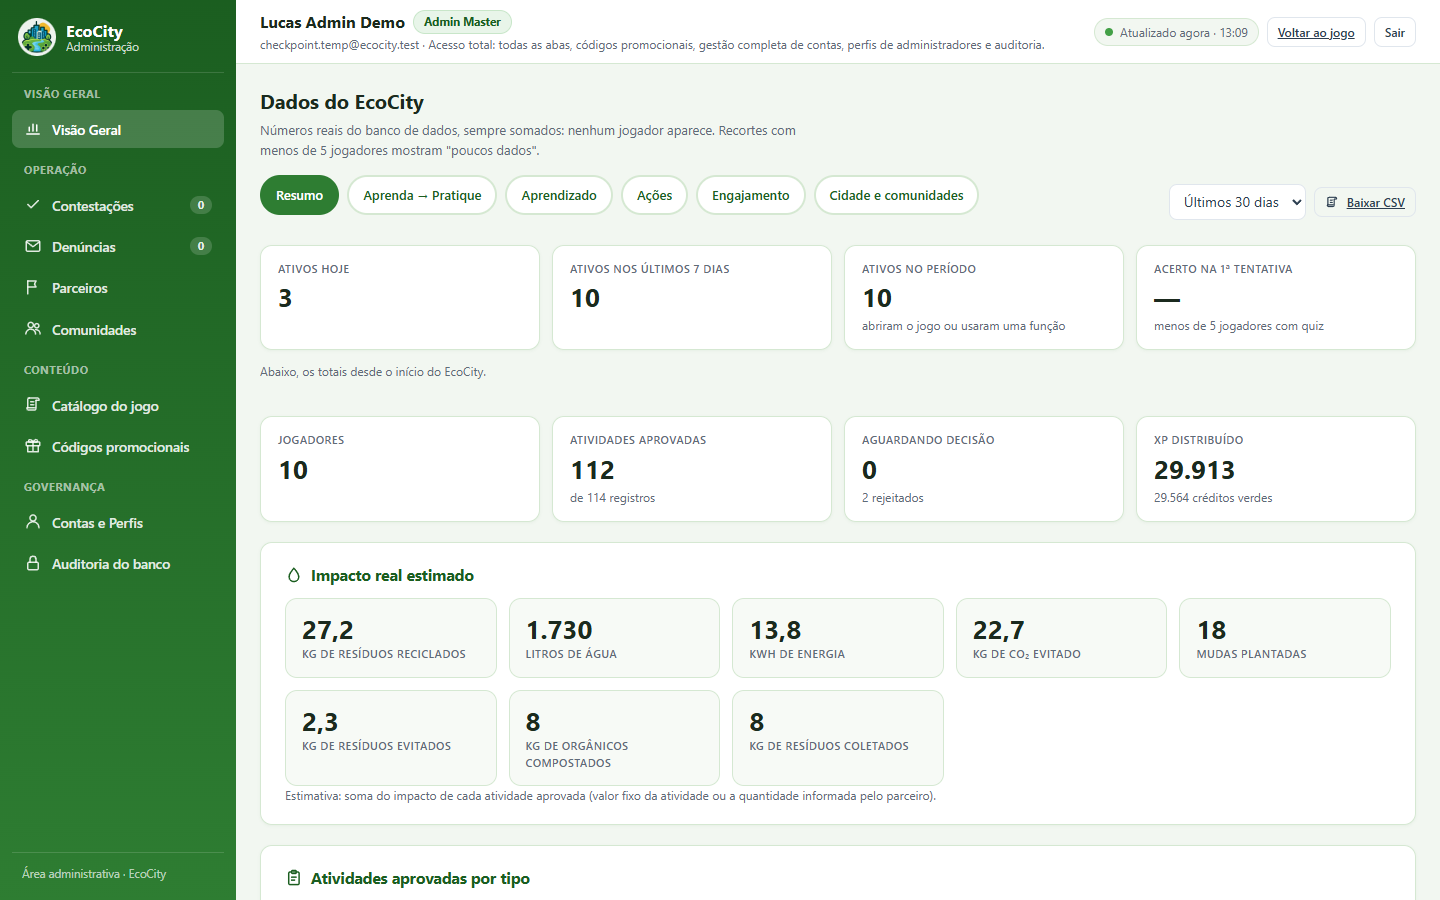 EcoCity
Administração
VISÃO GERAL
Visão Geral
OPERAÇÃO
Contestações 0
Denúncias 0
Parceiros
Comunidades
CONTEÚDO
Catálogo do jogo
Códigos promocionais
GOVERNANÇA
Contas e Perfis
Auditoria do banco
Área administrativa · EcoCity
Lucas Admin Demo Admin Master
checkpoint.temp@ecocity.test · Acesso total: todas as abas, códigos promocionais, gestão completa de contas, perfis de administradores e auditoria.
Atualizado agora · 13:09 Voltar ao jogo Sair
Dados do EcoCity
Números reais do banco de dados, sempre somados: nenhum jogador aparece. Recortes com
menos de 5 jogadores mostram "poucos dados".
Resumo Aprenda → Pratique Aprendizado Ações Engajamento Cidade e comunidades
Últimos 30 dias Baixar CSV
ATIVOS HOJE
3
ATIVOS NOS ÚLTIMOS 7 DIAS
10
ATIVOS NO PERÍODO
10
abriram o jogo ou usaram uma função
ACERTO NA 1ª TENTATIVA
—
menos de 5 jogadores com quiz
Abaixo, os totais desde o início do EcoCity.
JOGADORES
10
ATIVIDADES APROVADAS
112
de 114 registros
AGUARDANDO DECISÃO
0
2 rejeitados
XP DISTRIBUÍDO
29.913
29.564 créditos verdes
Impacto real estimado
27,2
KG DE RESÍDUOS RECICLADOS
1.730
LITROS DE ÁGUA
13,8
KWH DE ENERGIA
22,7
KG DE CO₂ EVITADO
18
MUDAS PLANTADAS
2,3
KG DE RESÍDUOS EVITADOS
8
KG DE ORGÂNICOS
COMPOSTADOS
8
KG DE RESÍDUOS COLETADOS
Estimativa: soma do impacto de cada atividade aprovada (valor fixo da atividade ou a quantidade informada pelo parceiro).
Atividades aprovadas por tipo